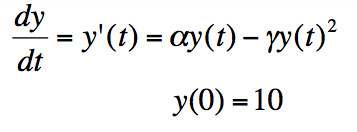 dy/dt = y'(t) = αy(t) − γy(t)²
y(0) = 10